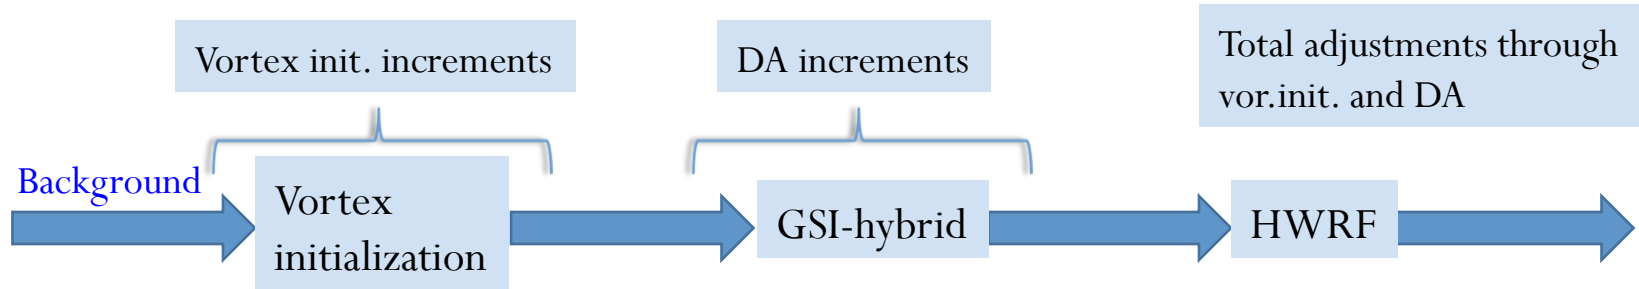 Vortex init. increments
DA increments
Total adjustments through
vor.init. and DA
Background
Vortex
initialization
GSI-hybrid
HWRF